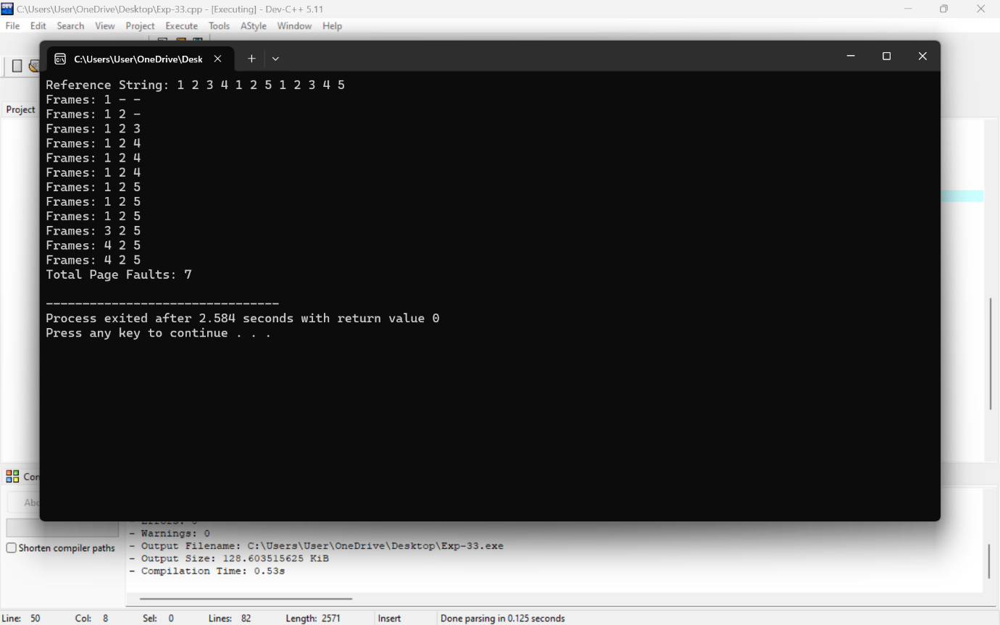 C:\Users\User\OneDrive\Desktop\Exp-33.cpp - [Executing] - Dev-C++ 5.11
File Edit Search View Project Execute Tools AStyle Window Help
C:\Users\User\OneDrive\Desk
Project
Reference String: 1 2 3 4 1 2 5 1 2 3 4 5
Frames: 1 - -
Frames: 1 2 -
Frames: 1 2 3
Frames: 1 2 4
Frames: 1 2 4
Frames: 1 2 4
Frames: 1 2 5
Frames: 1 2 5
Frames: 1 2 5
Frames: 3 2 5
Frames: 4 2 5
Frames: 4 2 5
Total Page Faults: 7
--------------------------------
Process exited after 2.584 seconds with return value 0
Press any key to continue . . .
Con
Abo
- Errors: 0
- Warnings: 0
Shorten compiler paths
- Output Filename: C:\Users\User\OneDrive\Desktop\Exp-33.exe
- Output Size: 128.603515625 KiB
- Compilation Time: 0.53s
Line: 50 Col: 8 Sel: 0 Lines: 82 Length: 2571 Insert Done parsing in 0.125 seconds